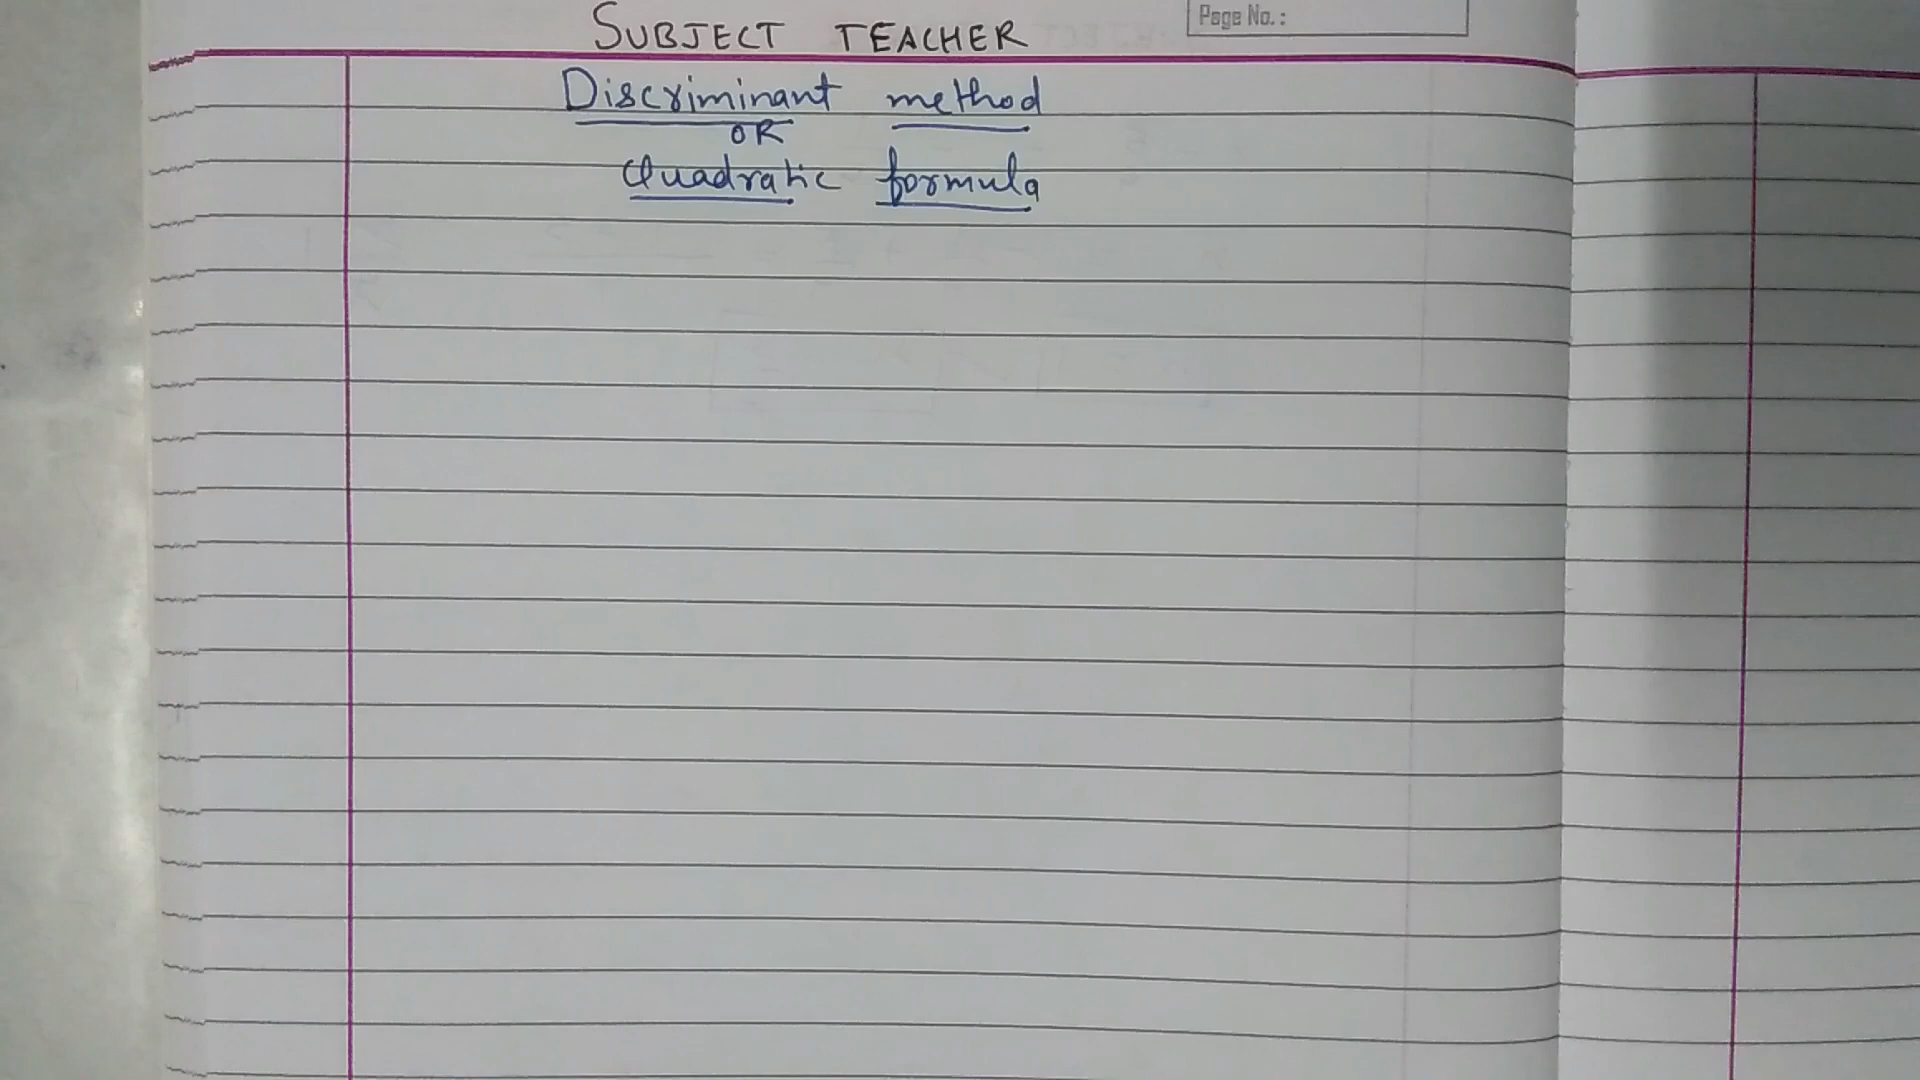 SUBJECT TEACHER
Page No.:
Discriminant method
OR
Quadratic formula